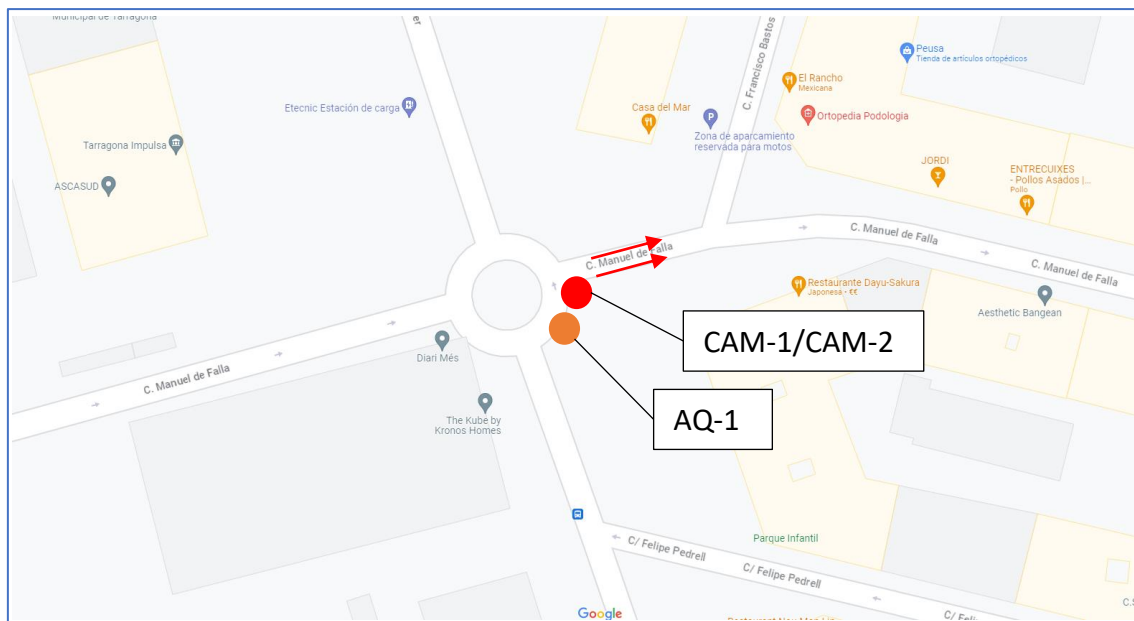 Municipal de Tarragona
er
C. Francisco Bastos
Peusa
Tienda de artículos ortopédicos
El Rancho
Mexicana
Etecnic Estación de carga
Casa del Mar
Ortopedia Podologia
Zona de aparcamiento
reservada para motos
Tarragona Impulsa
JORDI
ENTRECUIXES
- Pollos Asados |...
Pollo
ASCASUD
C. Manuel de Falla
C. Manuel de Falla
C. Manuel de Falla
Restaurante Dayu-Sakura
Japonesa - €€
Aesthetic Bangean
CAM-1/CAM-2
Diari Més
C. Manuel de Falla
AQ-1
The Kube by
Kronos Homes
Parque Infantil
C/ Felipe Pedrell
C/ Felipe Pedrell
C.S
Google
C/ Fel